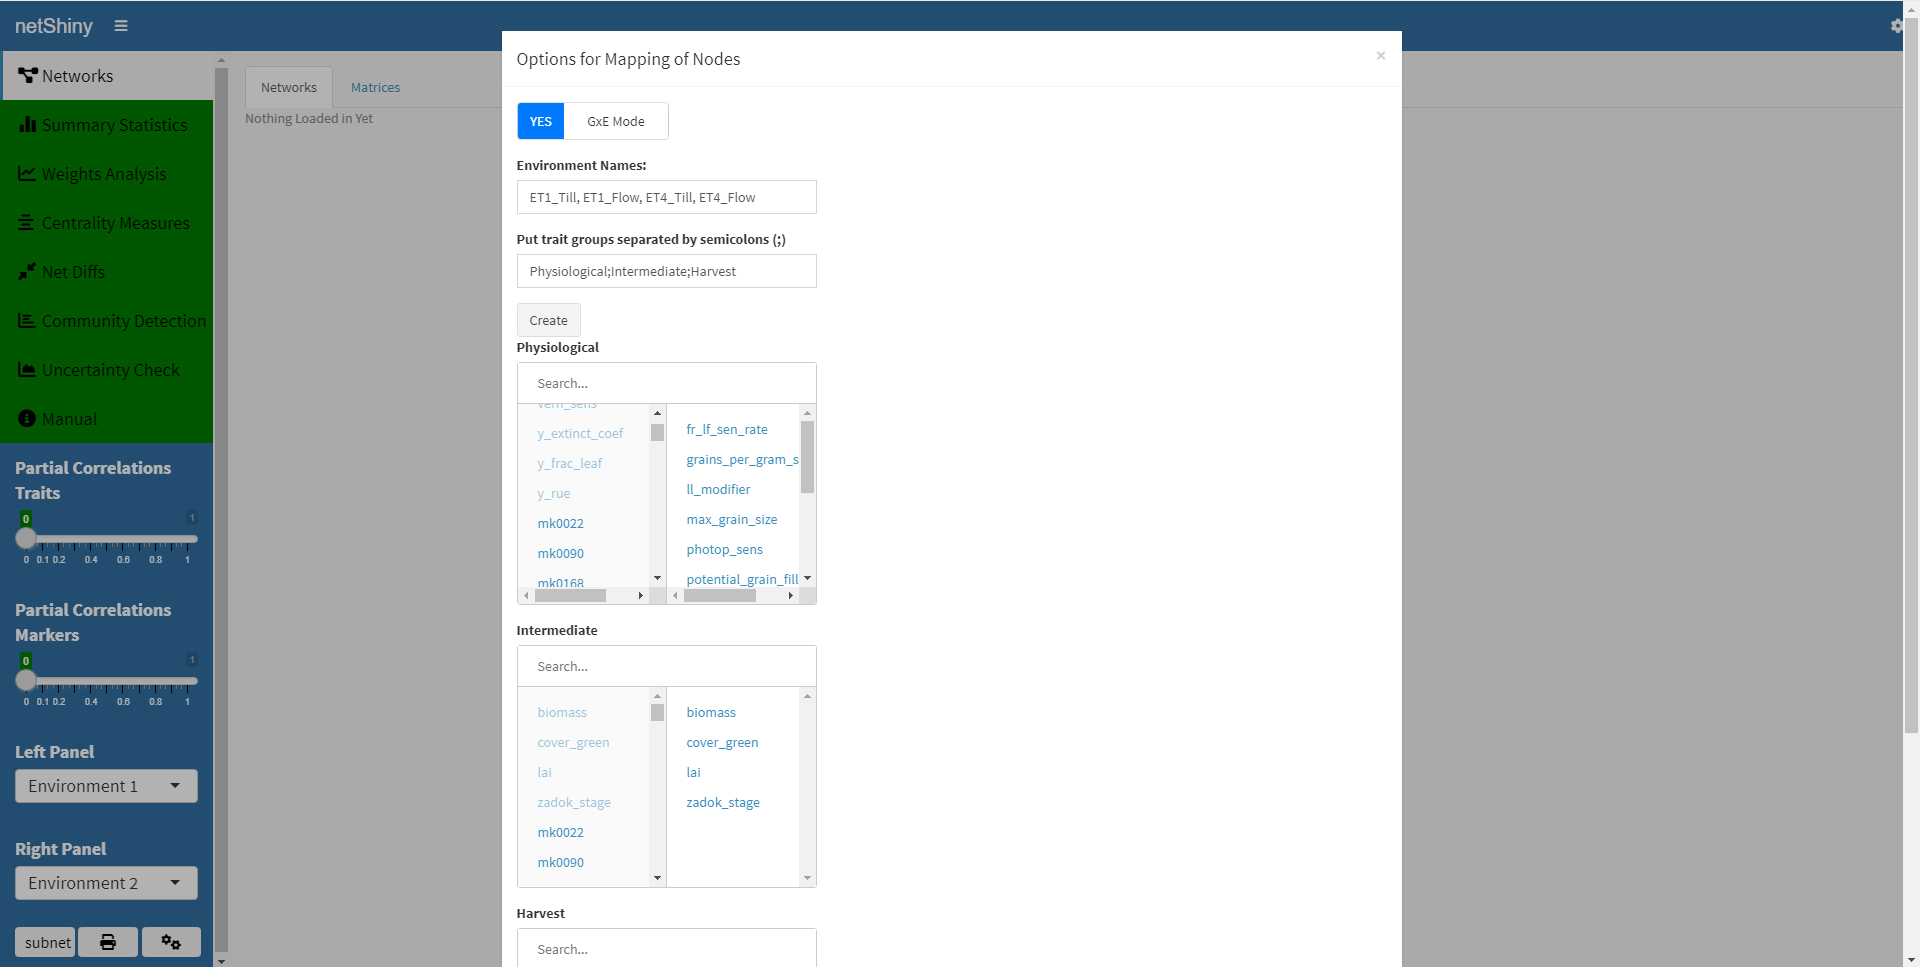 netShiny
Networks
Summary Statistics
Weights Analysis
Centrality Measures
Net Diffs
Community Detection
Uncertainty Check
Manual
Partial Correlations
Traits
0 1
0 0.1 0.2 0.4 0.6 0.8 1
Partial Correlations
Markers
0 1
0 0.1 0.2 0.4 0.6 0.8 1
Left Panel
Environment 1
Right Panel
Environment 2
subnet
Networks Matrices
Nothing Loaded in Yet
Options for Mapping of Nodes
×
YES GxE Mode
Environment Names:
ET1_Till, ET1_Flow, ET4_Till, ET4_Flow
Put trait groups separated by semicolons (;)
Physiological;Intermediate;Harvest
Create
Physiological
Search...
vern_sens
y_extinct_coef
y_frac_leaf
y_rue
mk0022
mk0090
mk0168
fr_lf_sen_rate
grains_per_gram_s
ll_modifier
max_grain_size
photop_sens
potential_grain_fill
Intermediate
Search...
biomass
cover_green
lai
zadok_stage
mk0022
mk0090
biomass
cover_green
lai
zadok_stage
Harvest
Search...